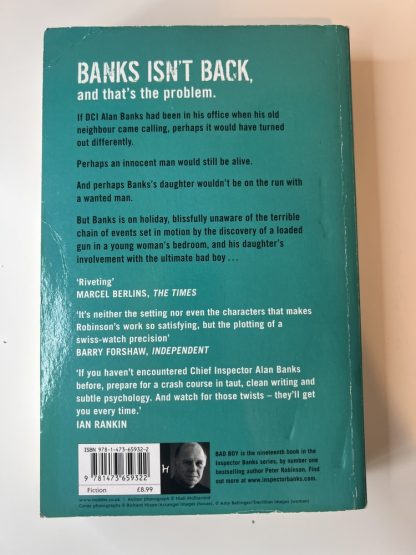 BANKS ISN'T BACK,
and that's the problem.
If DCI Alan Banks had been in his office when his old
neighbour came calling, perhaps it would have turned
out differently.
Perhaps an innocent man would still be alive.
And perhaps Banks's daughter wouldn't be on the run with
a wanted man.
But Banks is on holiday, blissfully unaware of the terrible
chain of events set in motion by the discovery of a loaded
gun in a young woman's bedroom, and his daughter's
involvement with the ultimate bad boy . . .
'Riveting'
MARCEL BERLINS, THE TIMES
'It's neither the setting nor even the characters that makes
Robinson's work so satisfying, but the plotting of a
swiss-watch precision'
BARRY FORSHAW, INDEPENDENT
'If you haven't encountered Chief Inspector Alan Banks
before, prepare for a crash course in taut, clean writing and
subtle psychology. And watch for those twists – they'll get
you every time.'
IAN RANKIN
ISBN 978-1-473-65932-2
9 781473 659322
Fiction £8.99
H
BAD BOY is the nineteenth book in the
Inspector Banks series, by number one
bestselling author Peter Robinson. Find
out more at www.inspectorbanks.com.
Author photograph ©
Cover photographs ©